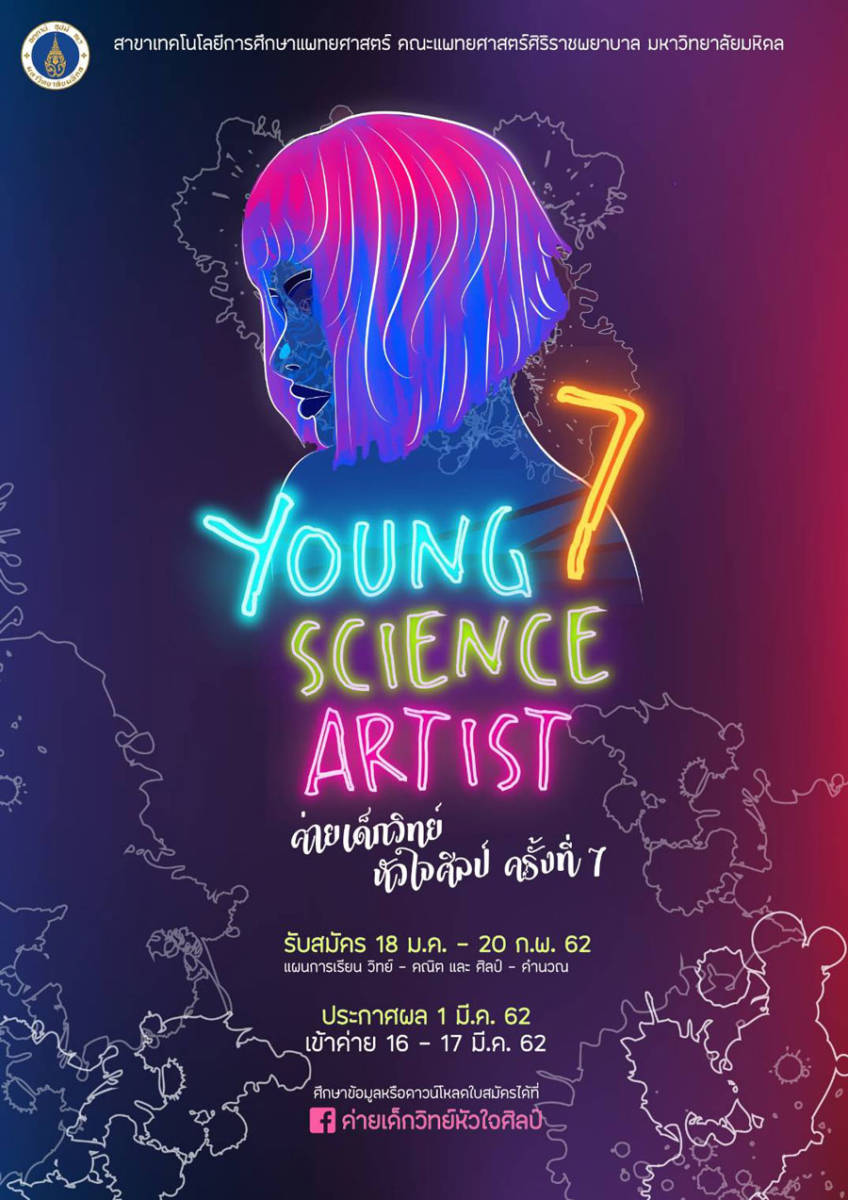 สาขาเทคโนโลยีการศึกษาแพทยศาสตร์ คณะแพทยศาสตร์ศิริราชพยาบาล มหาวิทยาลัยมหิดล
7
YOUNG
SCIENCE
ARTIST
ค่ายเด็กวิทย์
หัวใจศิลป์ ครั้งที่ 7
รับสมัคร 18 ม.ค. - 20 ก.พ. 62
แผนการเรียน วิทย์ - คณิต และ ศิลป์ - คำนวณ
ประกาศผล 1 มี.ค. 62
เข้าค่าย 16 - 17 มี.ค. 62
ศึกษาข้อมูลหรือดาวน์โหลดใบสมัครได้ที่
ค่ายเด็กวิทย์หัวใจศิลป์